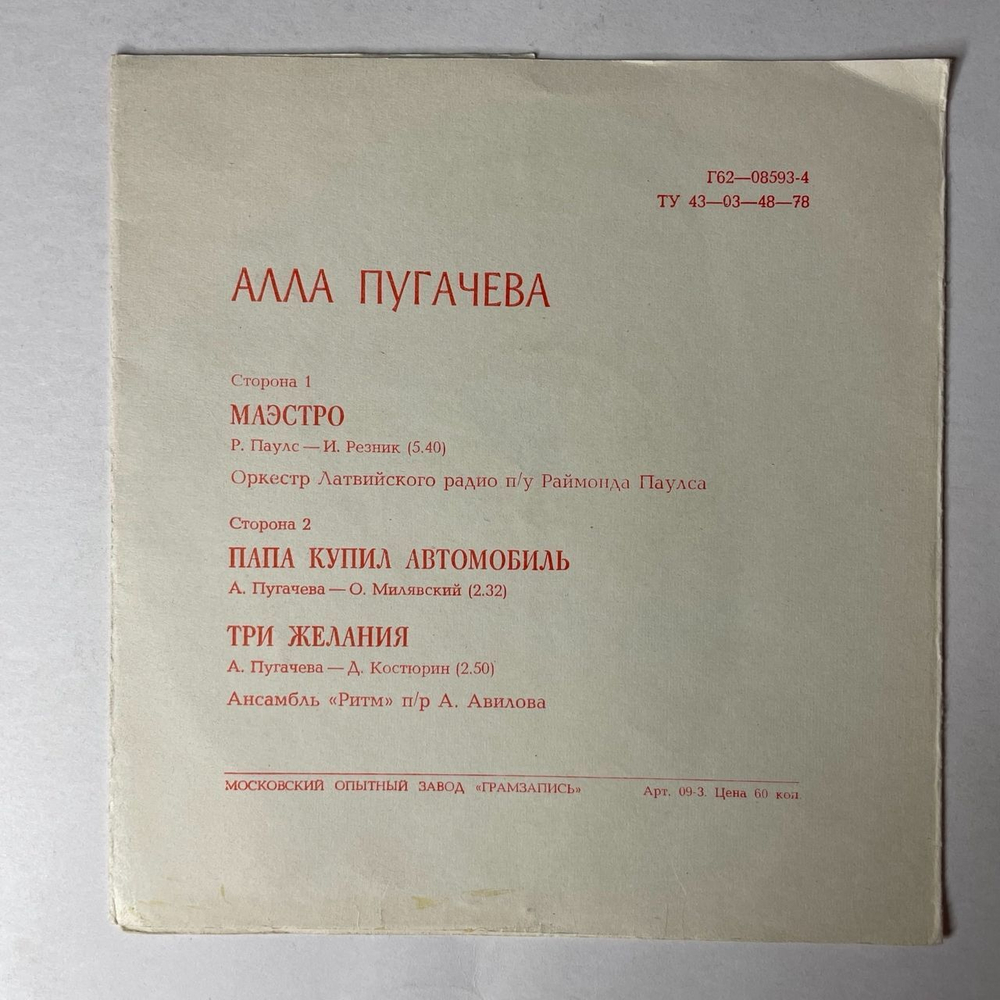 Г62—08593-4
ТУ 43—03—48—78
АЛЛА ПУГАЧЕВА
Сторона 1
МАЭСТРО
Р. Паулс — И. Резник (5.40)
Оркестр Латвийского радио п/у Раймонда Паулса
Сторона 2
ПАПА КУПИЛ АВТОМОБИЛЬ
А. Пугачева — О. Милявский (2.32)
ТРИ ЖЕЛАНИЯ
А. Пугачева — Д. Костюрин (2.50)
Ансамбль «Ритм» п/р А. Авилова
МОСКОВСКИЙ ОПЫТНЫЙ ЗАВОД «ГРАМЗАПИСЬ» Арт. 09-3. Цена 60 коп.